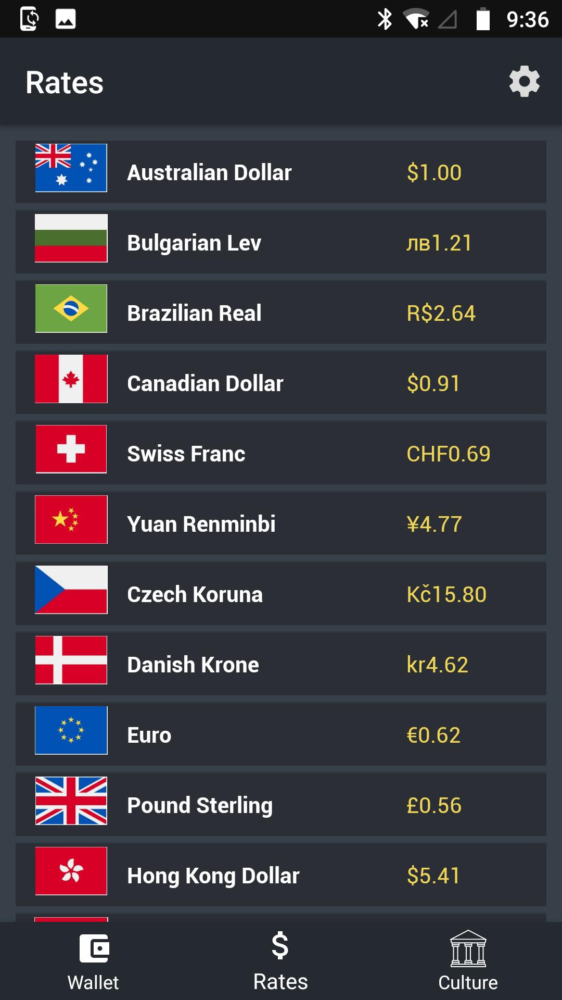 9:36
Rates
Australian Dollar $1.00
Bulgarian Lev лв1.21
Brazilian Real R$2.64
Canadian Dollar $0.91
Swiss Franc CHF0.69
Yuan Renminbi ¥4.77
Czech Koruna Kč15.80
Danish Krone kr4.62
Euro €0.62
Pound Sterling £0.56
Hong Kong Dollar $5.41
Wallet Rates Culture